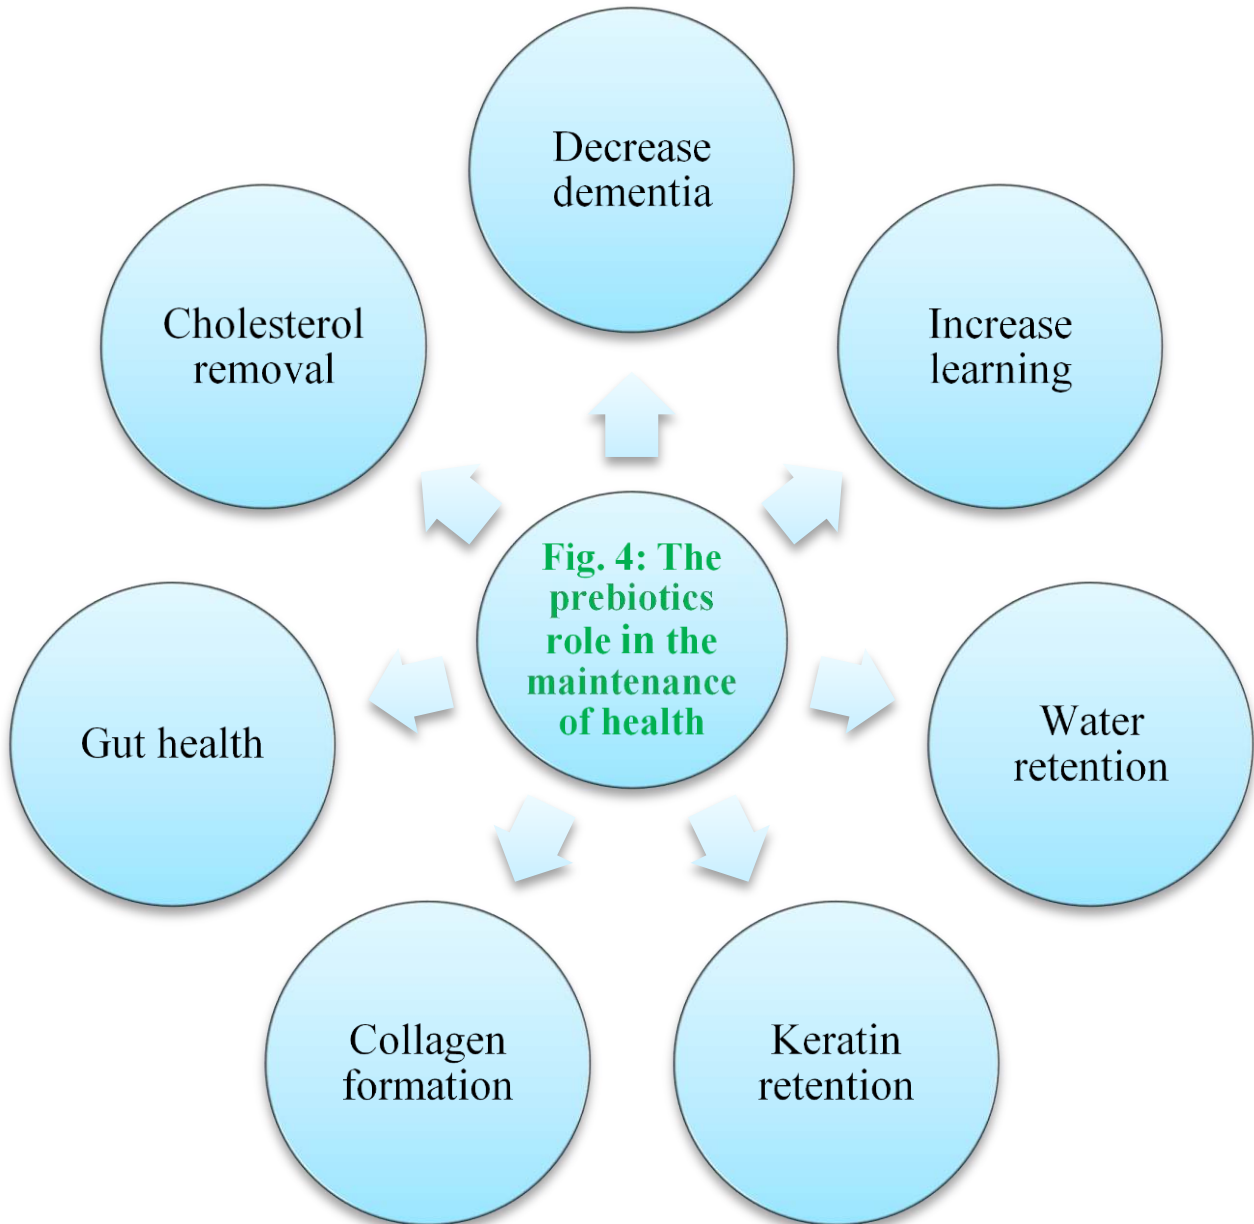 Decrease
dementia
Cholesterol
removal
Increase
learning
Fig. 4: The
prebiotics
role in the
maintenance
of health
Gut health
Water
retention
Collagen
formation
Keratin
retention